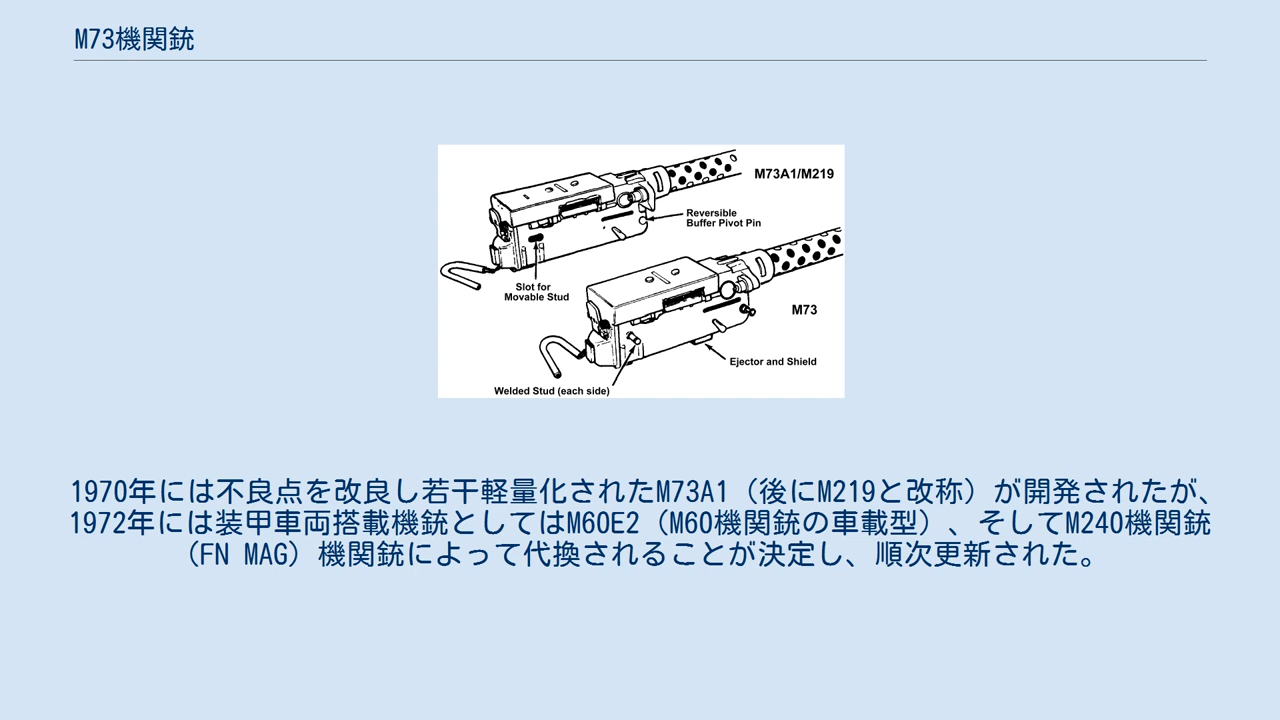 M73機関銃
M73A1/M219
Reversible
Buffer Pivot Pin
Slot for
Movable Stud
M73
Ejector and Shield
Welded Stud (each side)
1970年には不良点を改良し若干軽量化されたM73A1（後にM219と改称）が開発されたが、
1972年には装甲車両搭載機銃としてはM60E2（M60機関銃の車載型）、そしてM240機関銃
（FN MAG）機関銃によって代換されることが決定し、順次更新された。